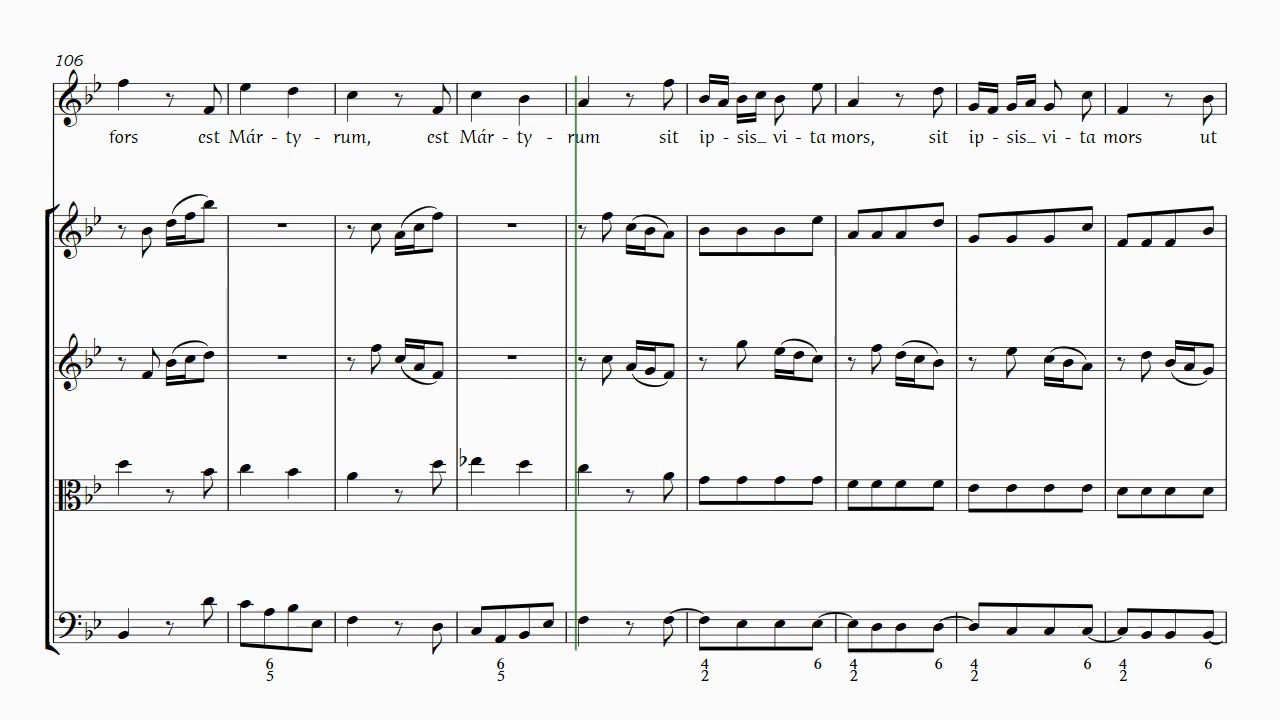 106
fors est Már - ty - rum, est Már - ty - rum sit ip - sis_ vi - ta mors, sit ip - sis_ vi - ta mors ut
6 6 4 6 4 6 4 6 4 6
5 5 2 2 2 2